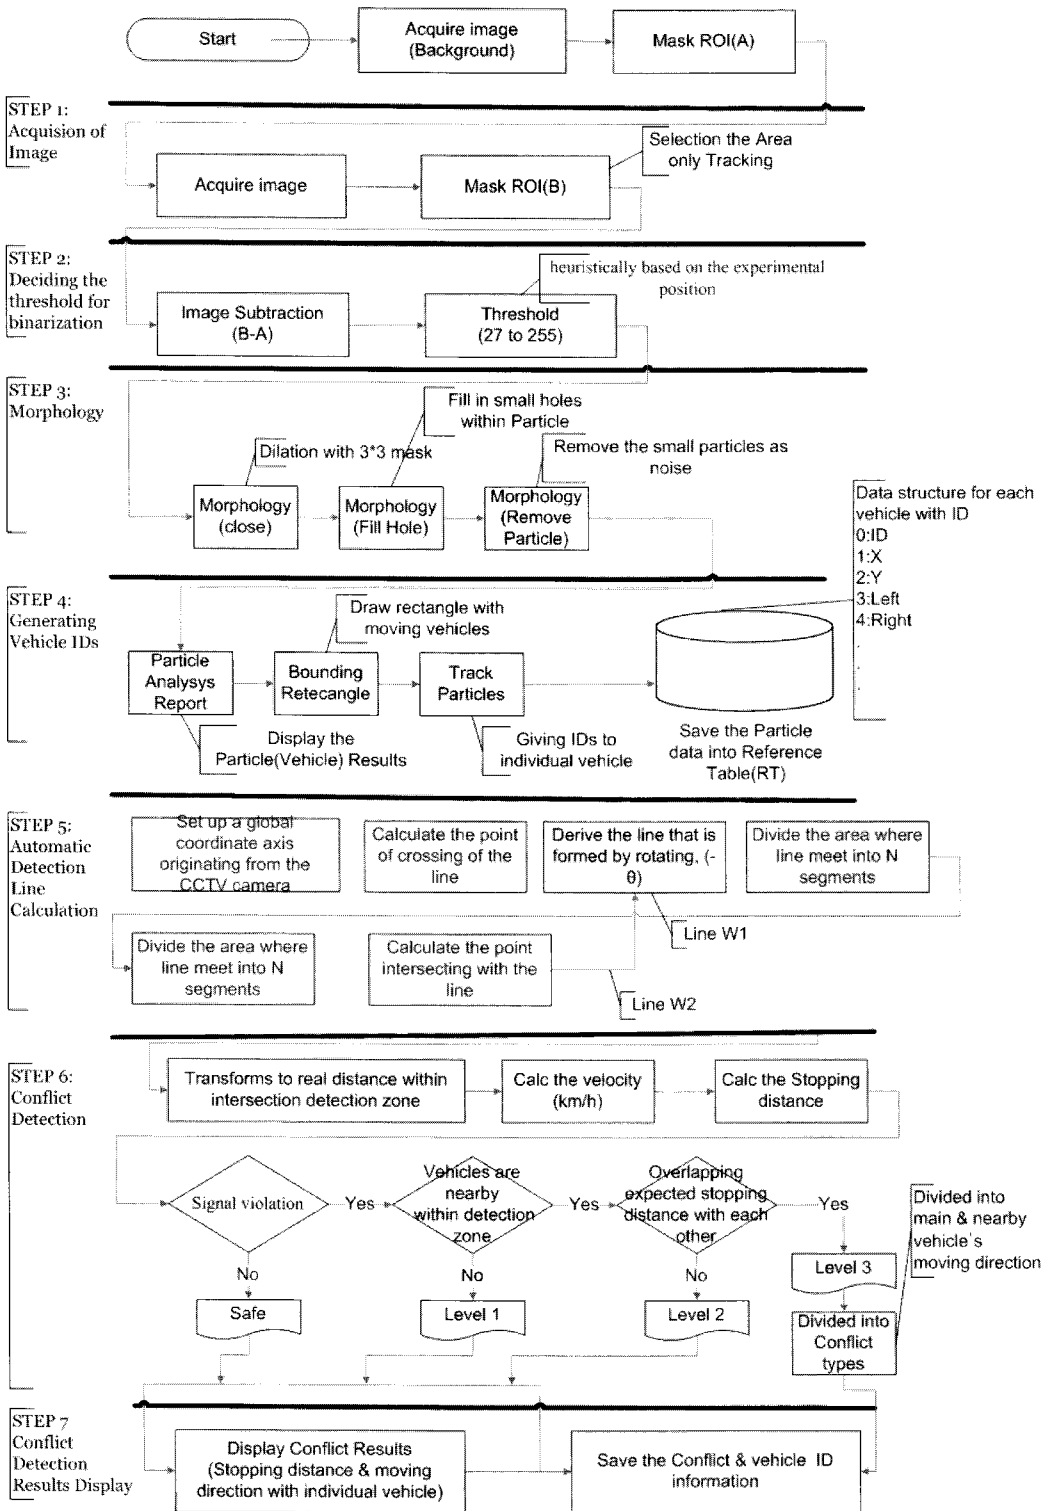 Start
Acquire image
(Background)
Mask ROI(A)
STEP 1:
Acquision of
Image
Selection the Area
only Tracking
Acquire image
Mask ROI(B)
STEP 2:
Deciding the
threshold for
binarization
heuristically based on the experimental
position
Image Subtraction
(B-A)
Threshold
(27 to 255)
STEP 3:
Morphology
Fill in small holes
within Particle
Dilation with 3*3 mask
Remove the small particles as
noise
Morphology
(close)
Morphology
(Fill Hole)
Morphology
(Remove
Particle)
Data structure for each
vehicle with ID
0:ID
1:X
2:Y
3:Left
4:Right
.
.
.
STEP 4:
Generating
Vehicle IDs
Draw rectangle with
moving vehicles
Particle
Analysys
Report
Bounding
Retecangle
Track
Particles
Display the
Particle(Vehicle) Results
Giving IDs to
individual vehicle
Save the Particle
data into Reference
Table(RT)
STEP 5:
Automatic
Detection
Line
Calculation
Set up a global
coordinate axis
originating from the
CCTV camera
Calculate the point
of crossing of the
line
Derive the line that is
formed by rotating, (-
θ)
Divide the area where
line meet into N
segments
Line W1
Divide the area where
line meet into N
segments
Calculate the point
intersecting with the
line
Line W2
STEP 6:
Conflict
Detection
Transforms to real distance within
intersection detection zone
Calc the velocity
(km/h)
Calc the Stopping
distance
Signal violation
Yes
Vehicles are
nearby
within detection
zone
Yes
Overlapping
expected stopping
distance with each
other
Yes
Divided into
main & nearby
vehicle's
moving direction
No
No
No
Safe
Level 1
Level 2
Level 3
Divided into
Conflict
types
STEP 7
Conflict
Detection
Results Display
Display Conflict Results
(Stopping distance & moving
direction with individual vehicle)
Save the Conflict & vehicle ID
information